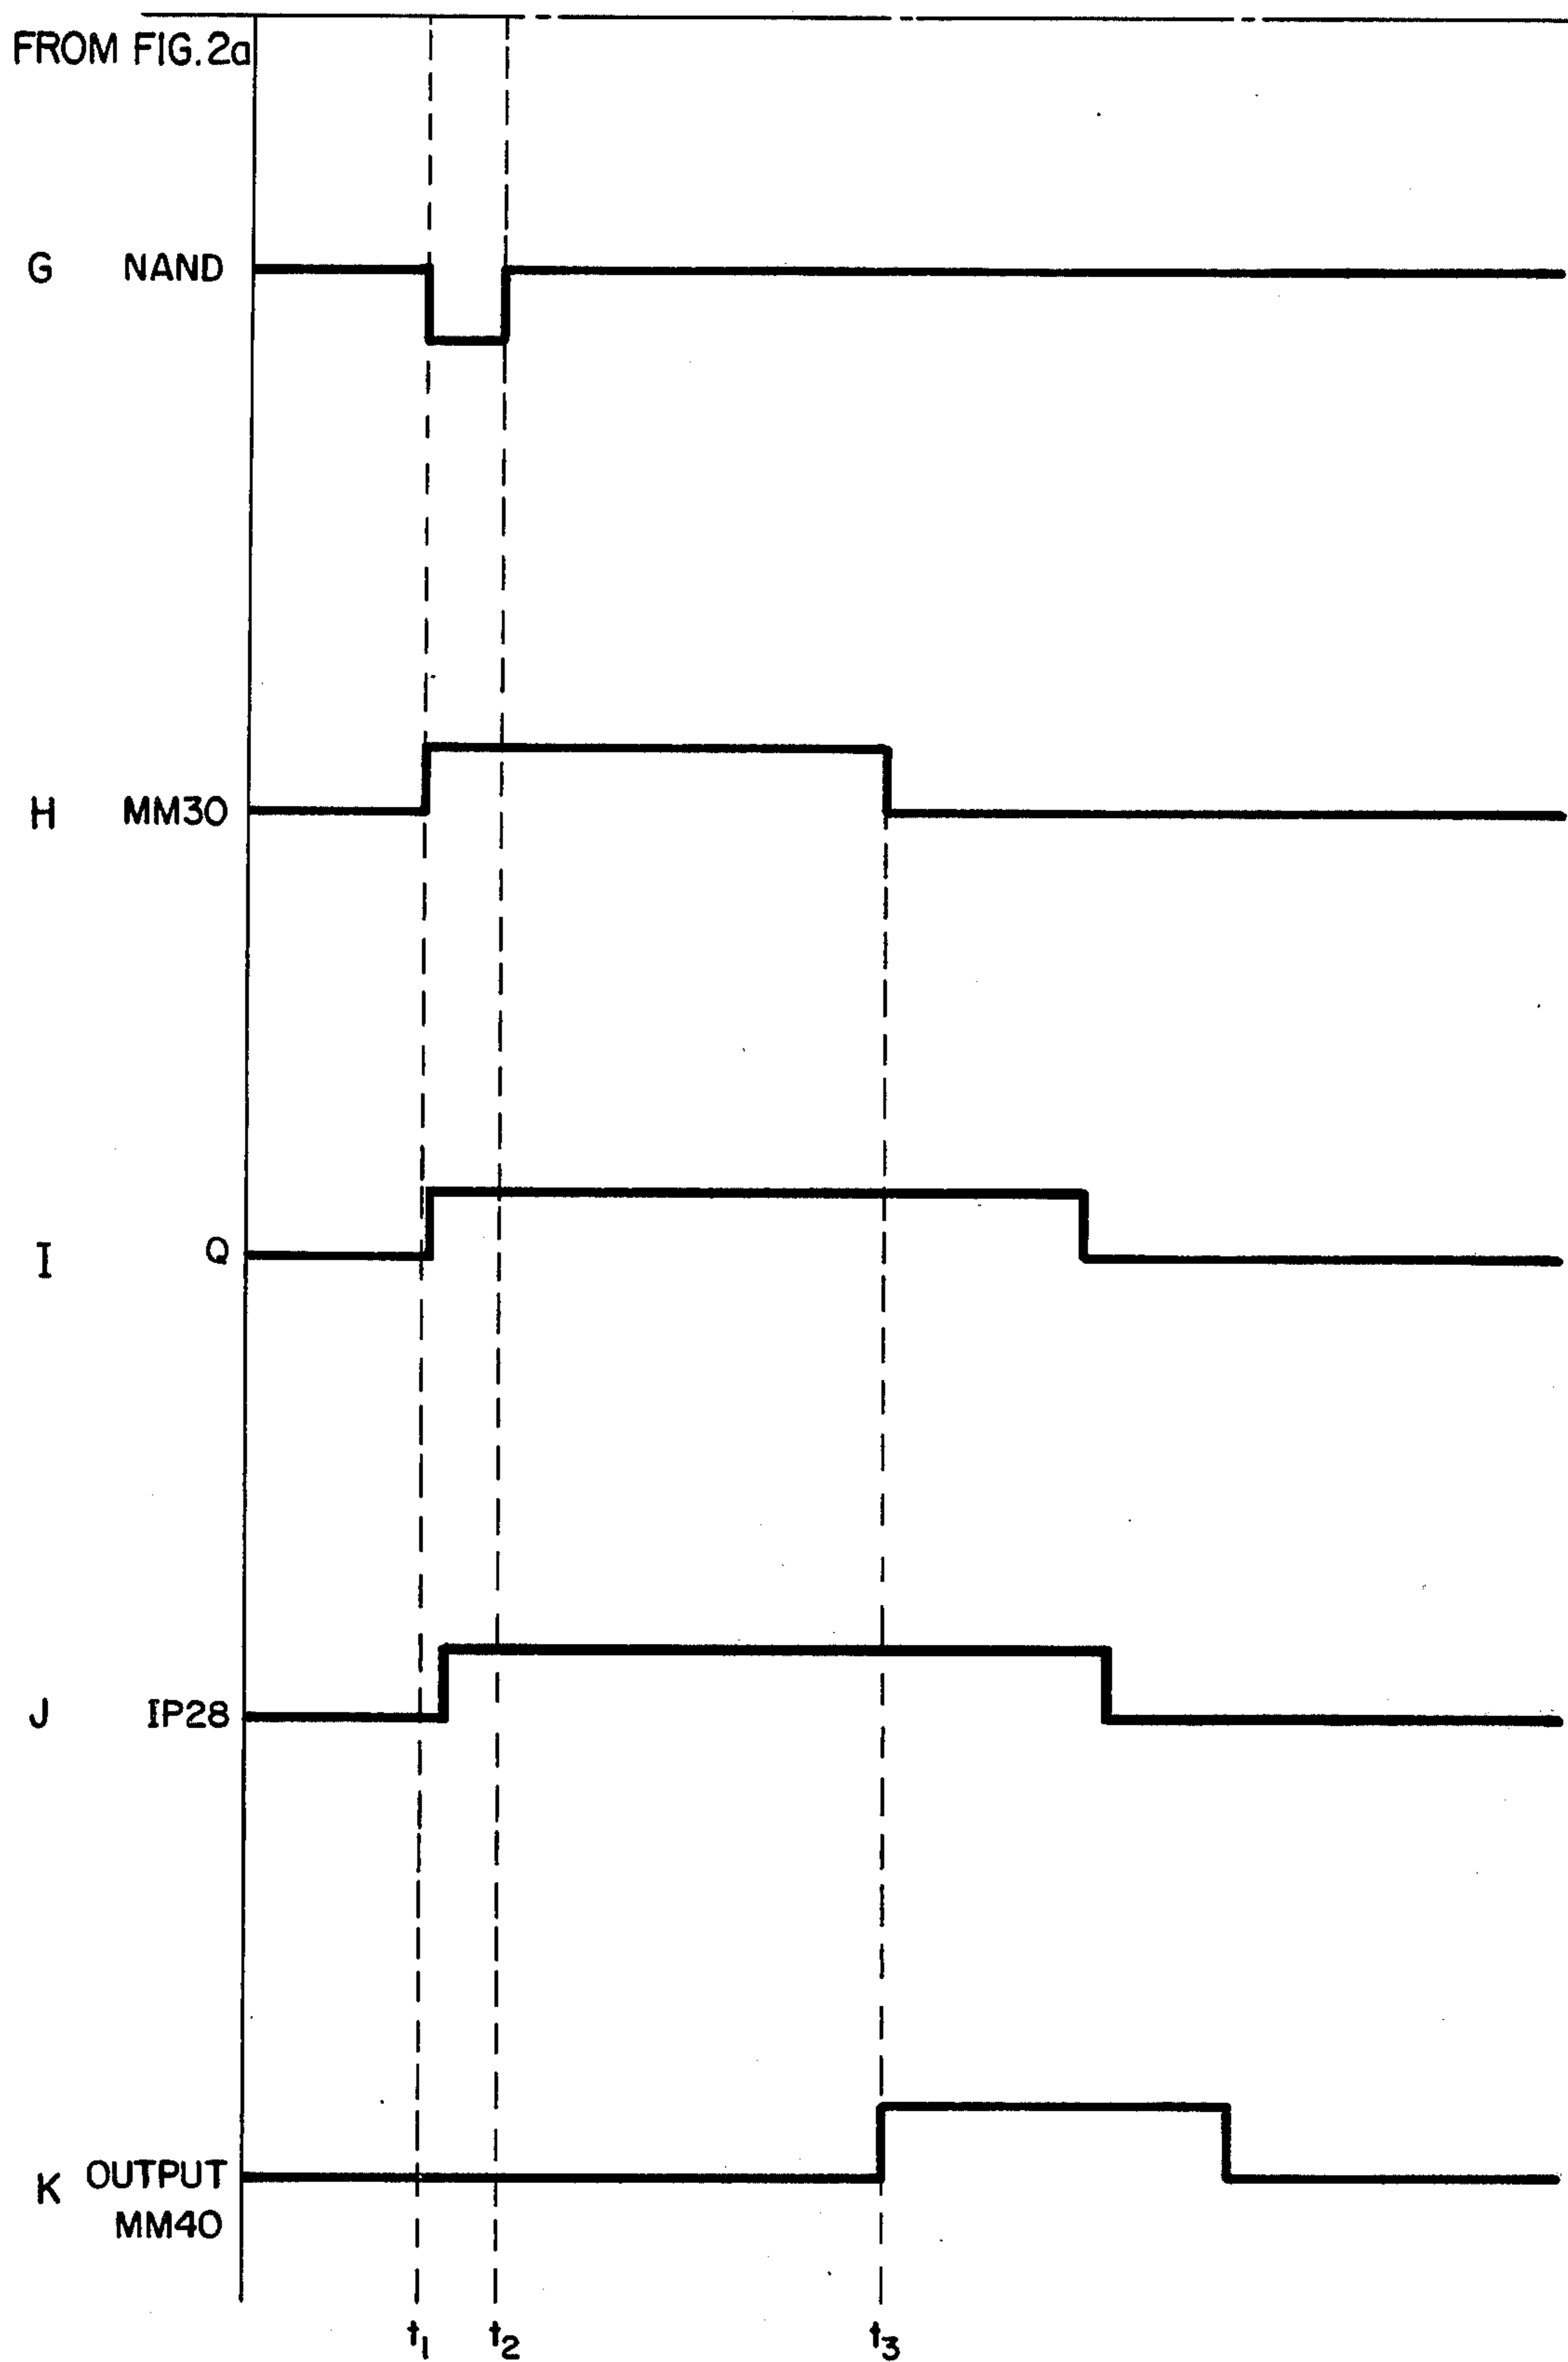 FROM FIG.2a
G NAND
H MM30
I Q
J IP28
K OUTPUT
MM40
t1 t2 t3